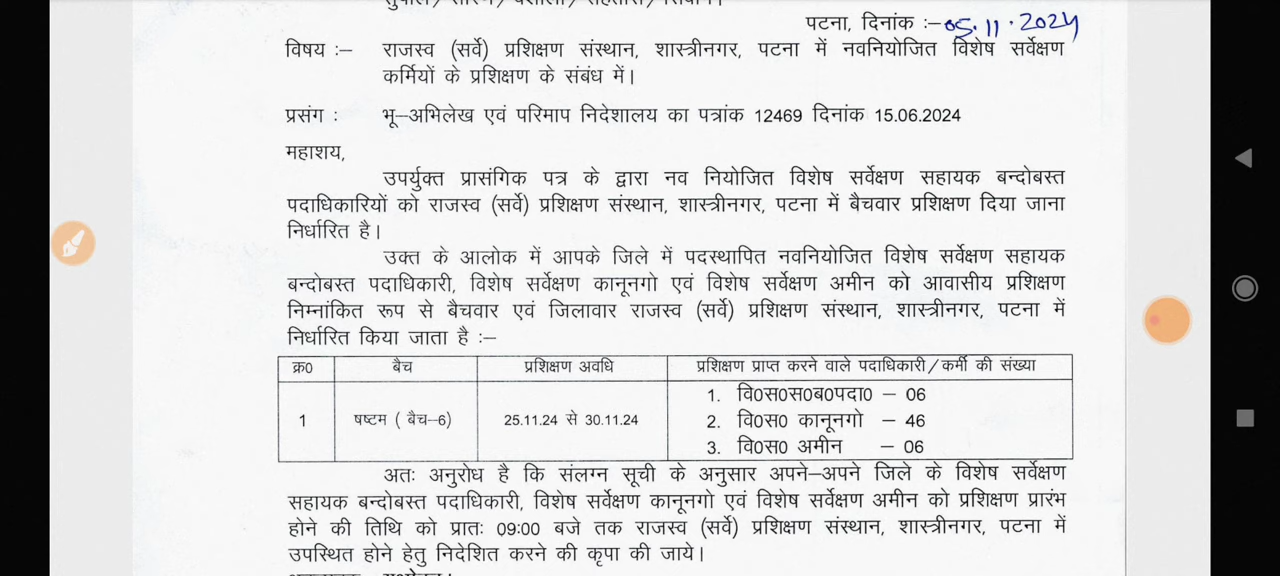 पटना, दिनांक :-05.11.2024
विषय :- राजस्व (सर्वे) प्रशिक्षण संस्थान, शास्त्रीनगर, पटना में नवनियोजित विशेष सर्वेक्षण
कर्मियों के प्रशिक्षण के संबंध में।
प्रसंग : भू-अभिलेख एवं परिमाप निदेशालय का पत्रांक 12469 दिनांक 15.06.2024
महाशय,
उपर्युक्त प्रासंगिक पत्र के द्वारा नव नियोजित विशेष सर्वेक्षण सहायक बन्दोबस्त
पदाधिकारियों को राजस्व (सर्वे) प्रशिक्षण संस्थान, शास्त्रीनगर, पटना में बैचवार प्रशिक्षण दिया जाना
निर्धारित है।
उक्त के आलोक में आपके जिले में पदस्थापित नवनियोजित विशेष सर्वेक्षण सहायक
बन्दोबस्त पदाधिकारी, विशेष सर्वेक्षण कानूनगो एवं विशेष सर्वेक्षण अमीन को आवासीय प्रशिक्षण
निम्नांकित रूप से बैचवार एवं जिलावार राजस्व (सर्वे) प्रशिक्षण संस्थान, शास्त्रीनगर, पटना में
निर्धारित किया जाता है :-
क्र0 बैच प्रशिक्षण अवधि प्रशिक्षण प्राप्त करने वाले पदाधिकारी/कर्मी की संख्या
1 षष्टम ( बैच-6) 25.11.24 से 30.11.24 1. वि0स0स0ब0पदा0 - 06
2. वि0स0 कानूनगो - 46
3. वि0स0 अमीन - 06
अतः अनुरोध है कि संलग्न सूची के अनुसार अपने-अपने जिले के विशेष सर्वेक्षण
सहायक बन्दोबस्त पदाधिकारी, विशेष सर्वेक्षण कानूनगो एवं विशेष सर्वेक्षण अमीन को प्रशिक्षण प्रारंभ
होने की तिथि को प्रातः 09:00 बजे तक राजस्व (सर्वे) प्रशिक्षण संस्थान, शास्त्रीनगर, पटना में
उपस्थित होने हेतु निदेशित करने की कृपा की जाये।